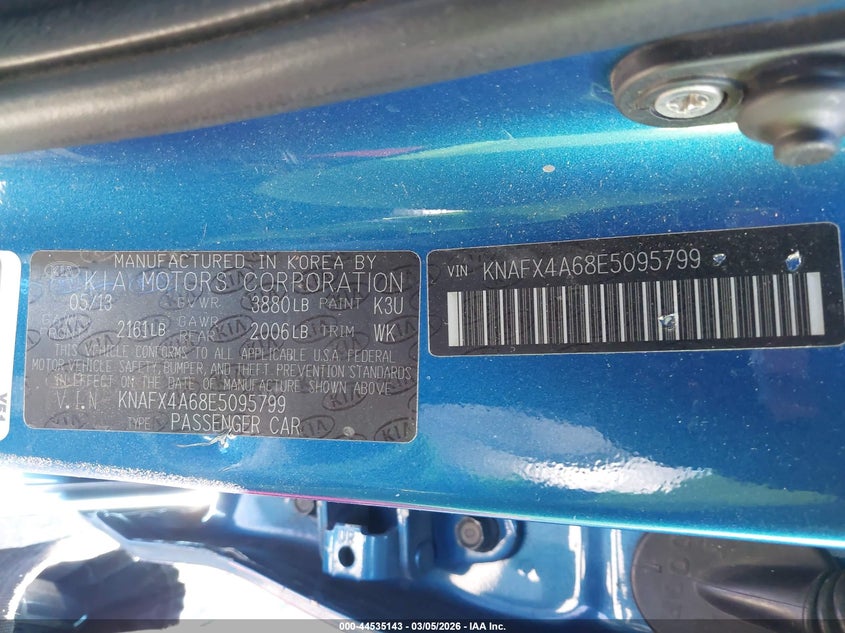 MANUFACTURED IN KOREA BY
KIA MOTORS CORPORATION
05/13 GVWR 3880LB PAINT K3U
2161LB GAWR REAR 2006LB TRIM WK
THIS VEHICLE CONFORMS TO ALL APPLICABLE U.S.A. FEDERAL
MOTOR VEHICLE SAFETY, BUMPER, AND THEFT PREVENTION STANDARDS
IN EFFECT ON THE DATE OF MANUFACTURE SHOWN ABOVE.
V.I.N KNAFX4A68E5095799
TYPE PASSENGER CAR
VIN KNAFX4A68E5095799
000-44535143 - 03/05/2026 - IAA Inc.